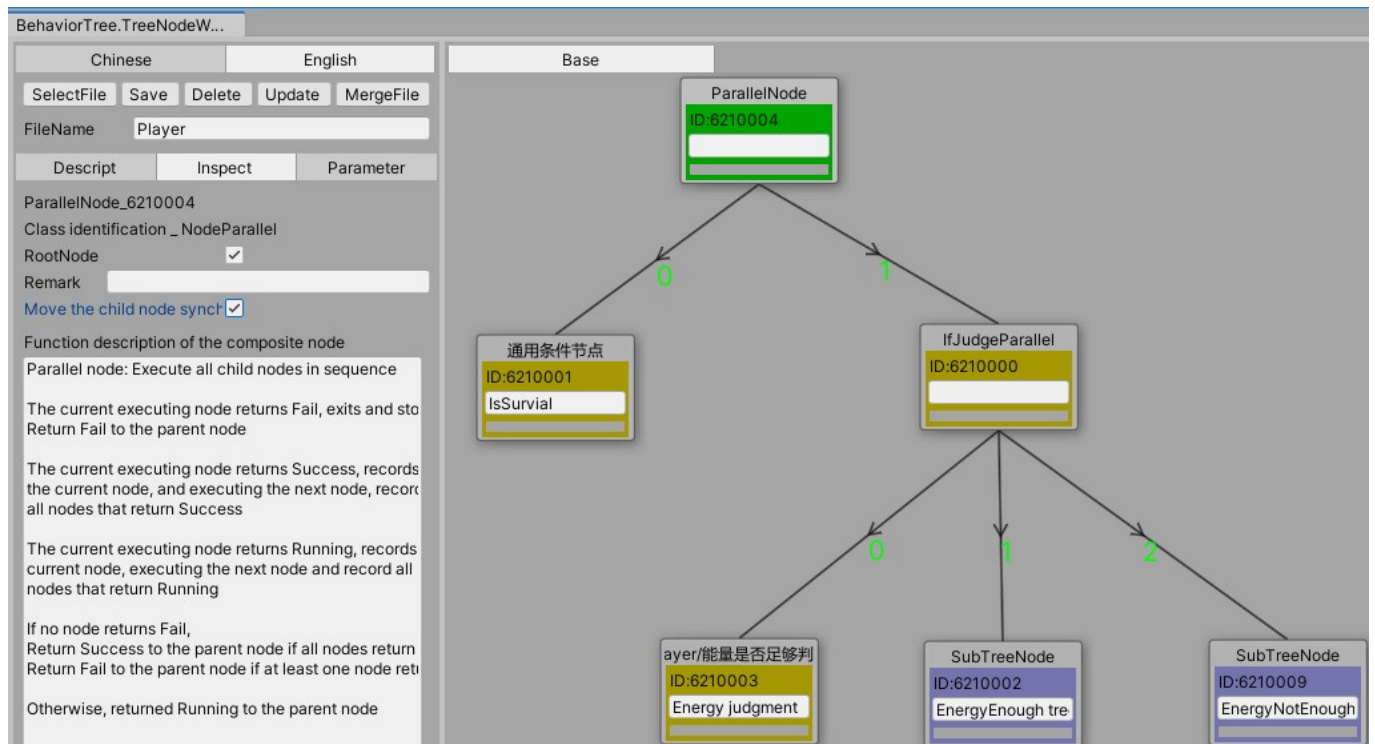 BehaviorTree.TreeNodeW...
Chinese
English
SelectFile
Save
Delete
Update
MergeFile
FileName
Player
Descript
Inspect
Parameter
ParallelNode_6210004
Class identification _ NodeParallel
RootNode
Remark
Move the child node synch
Function description of the composite node
Parallel node: Execute all child nodes in sequence
The current executing node returns Fail, exits and sto
Return Fail to the parent node
The current executing node returns Success, records
the current node, and executing the next node, record
all nodes that return Success
The current executing node returns Running, records
current node, executing the next node and record all
nodes that return Running
If no node returns Fail,
Return Success to the parent node if all nodes return
Return Fail to the parent node if at least one node retu
Otherwise, returned Running to the parent node
Base
ParallelNode
ID:6210004
0
1
通用条件节点
ID:6210001
IsSurvial
IfJudgeParallel
ID:6210000
0
1
2
ayer/能量是否足够判
ID:6210003
Energy judgment
SubTreeNode
ID:6210002
EnergyEnough tre
SubTreeNode
ID:6210009
EnergyNotEnough